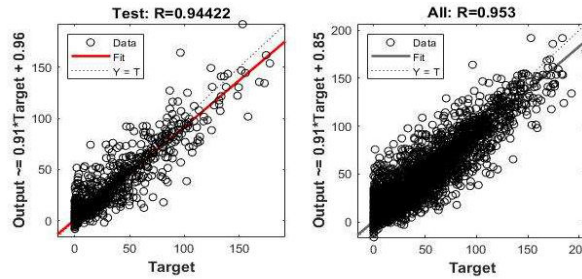 Test: R=0.94422
Output ~= 0.91*Target + 0.96
150
100
50
0
Data
Fit
Y = T
0 50 100 150
Target
All: R=0.953
Output ~= 0.91*Target + 0.85
200
150
100
50
0
Data
Fit
Y = T
0 50 100 150 200
Target